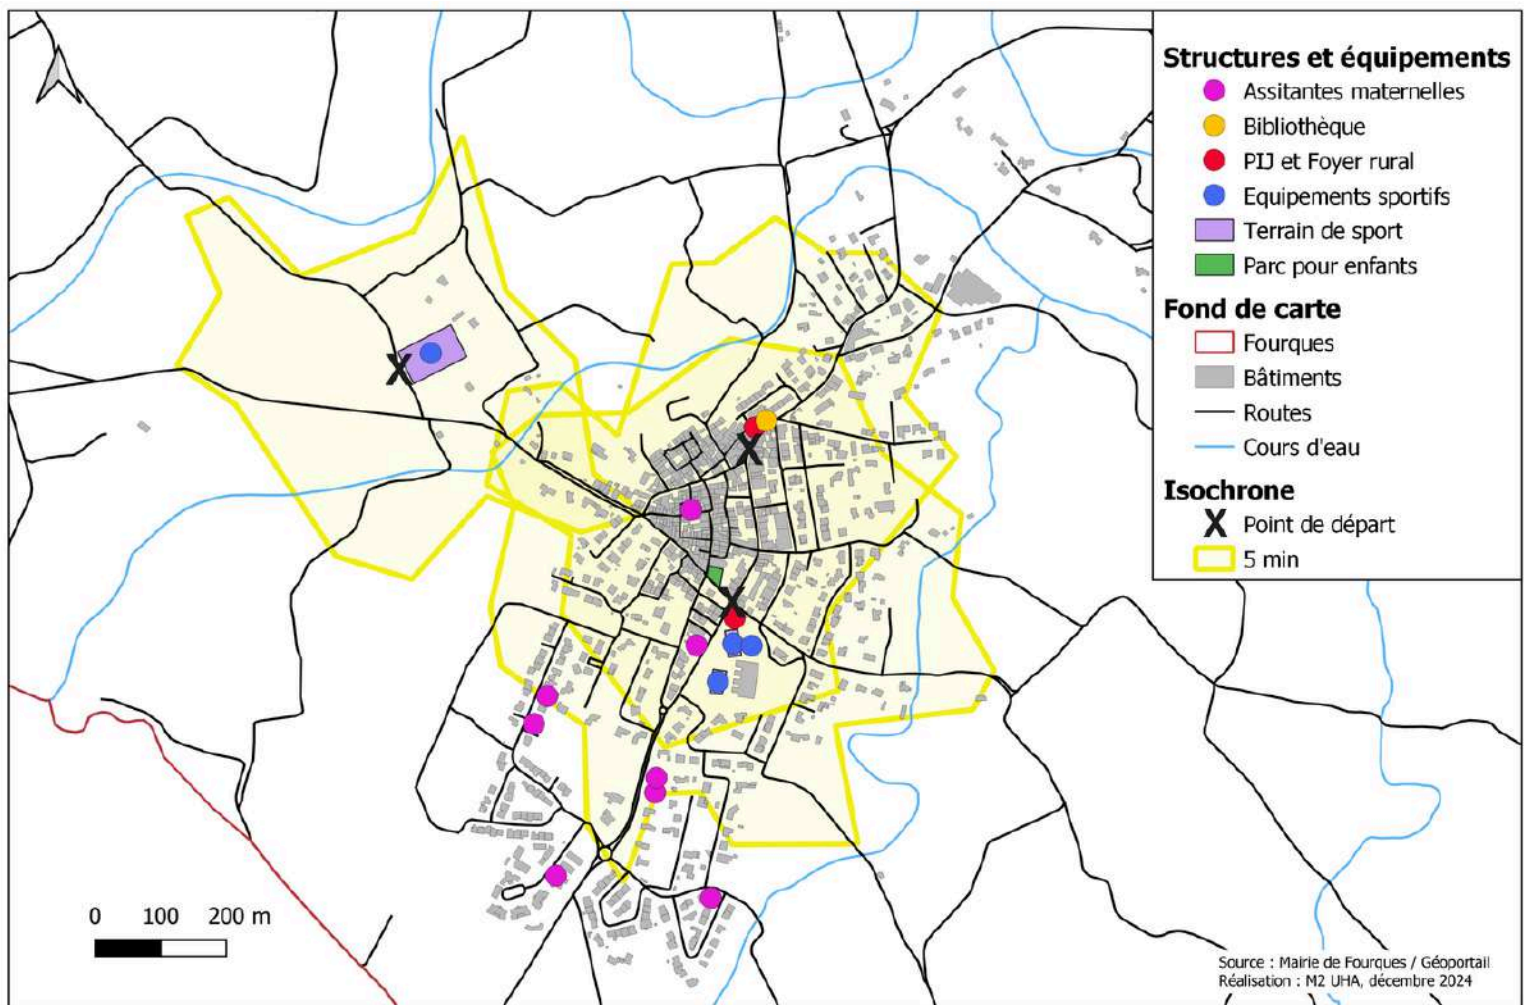 Structures et équipements
Assitantes maternelles
Bibliothèque
PIJ et Foyer rural
Equipements sportifs
Terrain de sport
Parc pour enfants
Fond de carte
Fourques
Bâtiments
Routes
Cours d'eau
Isochrone
X Point de départ
5 min
X
X
X
0 100 200 m
Source : Mairie de Fourques / Géoportail
Réalisation : M2 UHA, décembre 2024